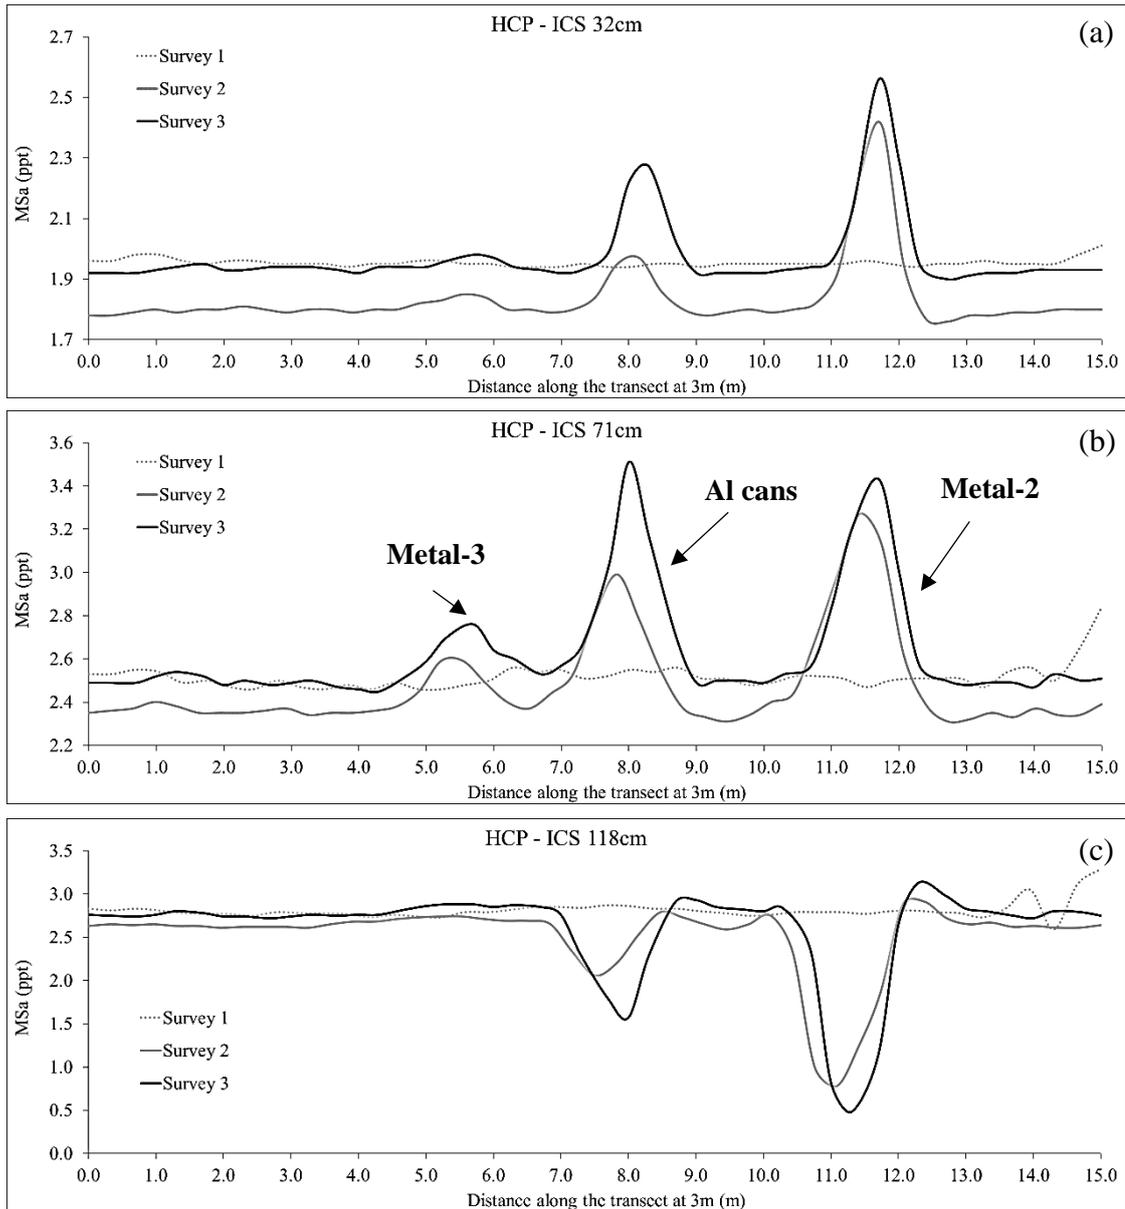 HCP - ICS 32cm
(a)
2.7
2.5
2.3
2.1
1.9
1.7
MSa (ppt)
Survey 1
Survey 2
Survey 3
0.0 1.0 2.0 3.0 4.0 5.0 6.0 7.0 8.0 9.0 10.0 11.0 12.0 13.0 14.0 15.0
Distance along the transect at 3m (m)
HCP - ICS 71cm
(b)
3.6
3.4
3.2
3.0
2.8
2.6
2.4
2.2
MSa (ppt)
Survey 1
Survey 2
Survey 3
Metal-3
Al cans
Metal-2
0.0 1.0 2.0 3.0 4.0 5.0 6.0 7.0 8.0 9.0 10.0 11.0 12.0 13.0 14.0 15.0
Distance along the transect at 3m (m)
HCP - ICS 118cm
(c)
3.5
3.0
2.5
2.0
1.5
1.0
0.5
0.0
MSa (ppt)
Survey 1
Survey 2
Survey 3
0.0 1.0 2.0 3.0 4.0 5.0 6.0 7.0 8.0 9.0 10.0 11.0 12.0 13.0 14.0 15.0
Distance along the transect at 3m (m)